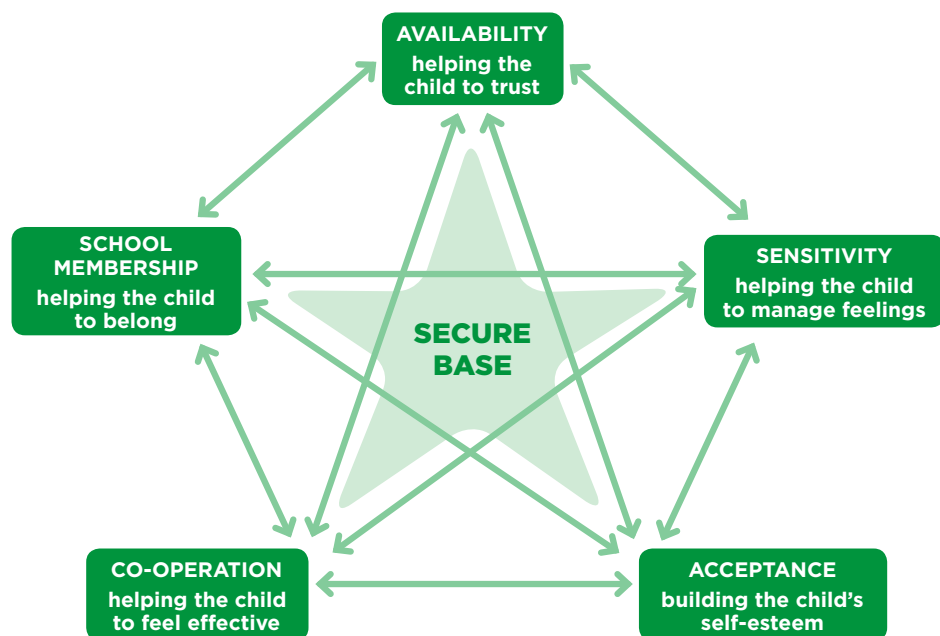 AVAILABILITY
helping the
child to trust
SCHOOL
MEMBERSHIP
helping the child
to belong
SENSITIVITY
helping the child
to manage feelings
SECURE
BASE
CO-OPERATION
helping the child
to feel effective
ACCEPTANCE
building the child's
self-esteem